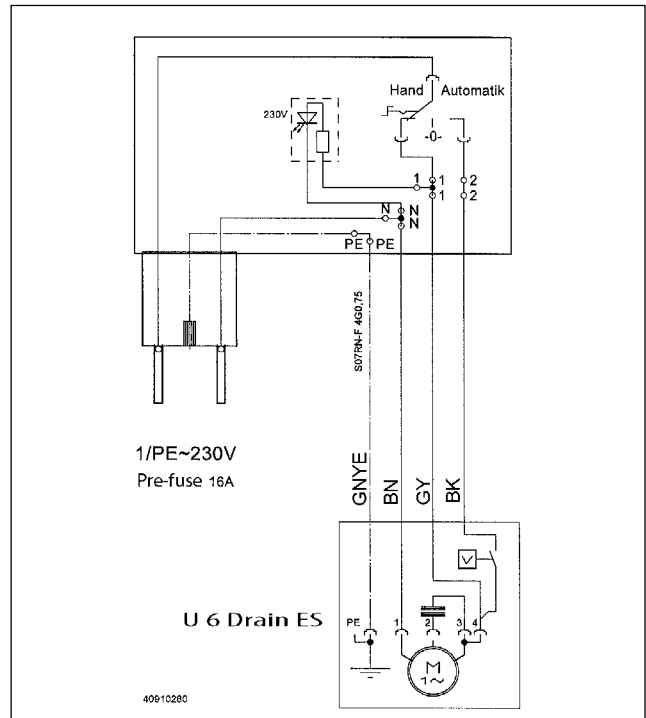 Hand Automatik
230V
-0-
1 1 2
1 2
N N
N
PE PE
S07RN-F 4G0,75
1/PE~230V
Pre-fuse 16A
GNYE BN GY BK
U 6 Drain ES
PE 1 2 3 4
M
1~
40910280